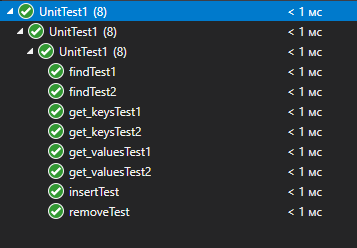 UnitTest1 (8) < 1 мс
UnitTest1 (8) < 1 мс
UnitTest1 (8) < 1 мс
findTest1 < 1 мс
findTest2 < 1 мс
get_keysTest1 < 1 мс
get_keysTest2 < 1 мс
get_valuesTest1 < 1 мс
get_valuesTest2 < 1 мс
insertTest < 1 мс
removeTest < 1 мс